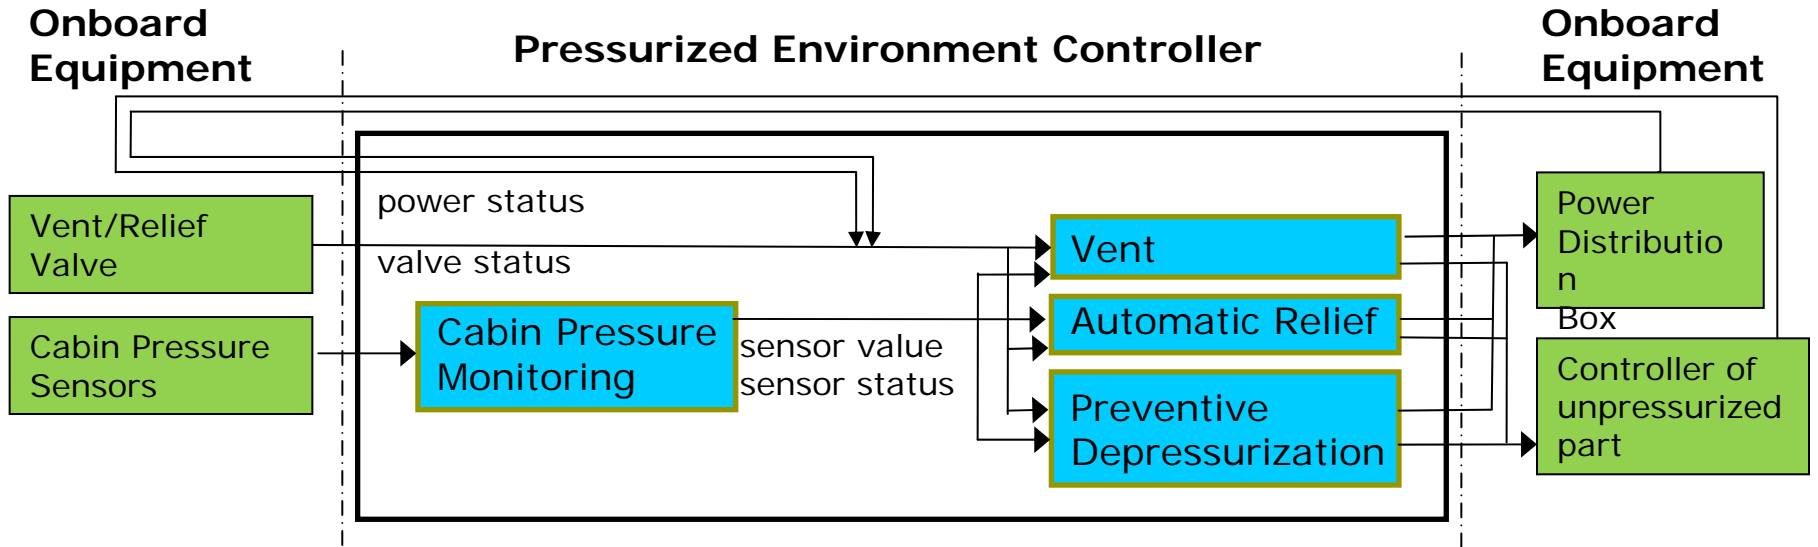 Onboard
Equipment
Pressurized Environment Controller
Onboard
Equipment
power status
Vent/Relief
Valve
valve status
Cabin Pressure
Sensors
Cabin Pressure
Monitoring
sensor value
sensor status
Vent
Automatic Relief
Preventive
Depressurization
Power
Distributio
n
Box
Controller of
unpressurized
part